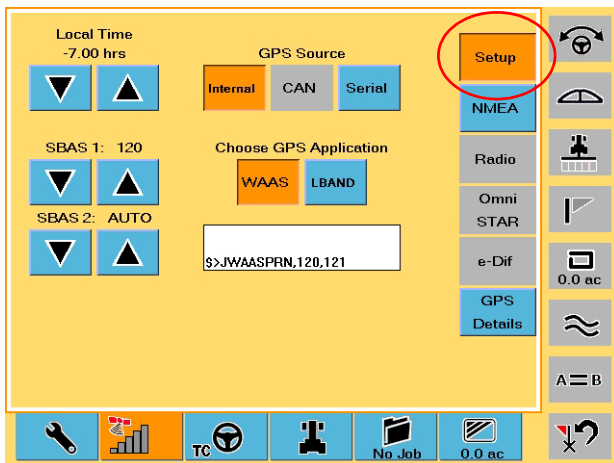 Local Time
-7.00 hrs
GPS Source
Internal
CAN
Serial
SBAS 1: 120
Choose GPS Application
WAAS
LBAND
SBAS 2: AUTO
$>JWAASPRN,120,121
Setup
NMEA
Radio
Omni
STAR
e-Dif
GPS
Details
0.0 ac
A=B
TC
No Job
0.0 ac